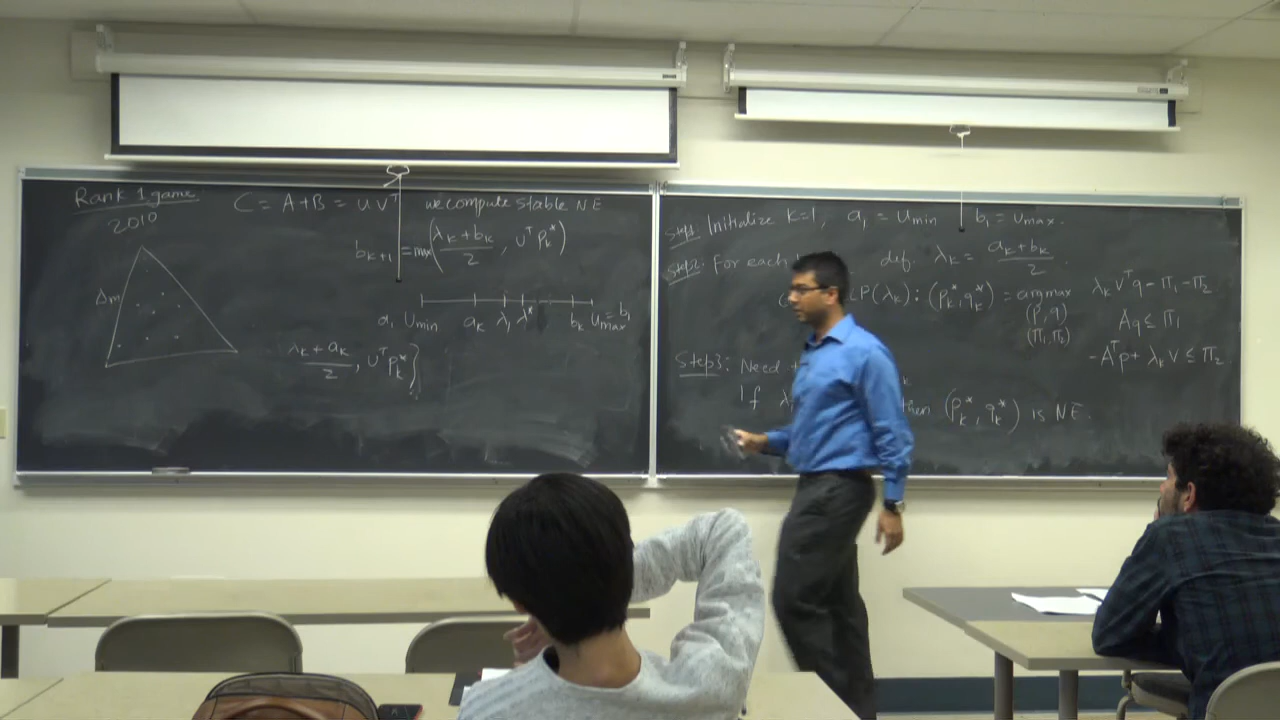 Rank 1 game
2010
C = A+B = uv^T
we compute stable NE
b_{k+1} = max(λ_k + b_k / 2, U^T P_k^*)
Δm
a_1 U_min a_k λ_1 λ^* b_k U_max = b_1
λ_k + a_k / 2, U^T P_k^* }
Step1 Initialize k=1, a_1 = U_min b_1 = U_max.
Step2: For each def. λ_k = a_k + b_k / 2
LP(λ_k): (P_k^*, q_k^*) = argmax λ_k V^T q - Π_1 - Π_2
(p, q)
(Π_1, Π_2)
Aq ≤ Π_1
-A^T p + λ_k V ≤ Π_2
Step3: Need
If λ then (P_k^*, q_k^*) is NE.